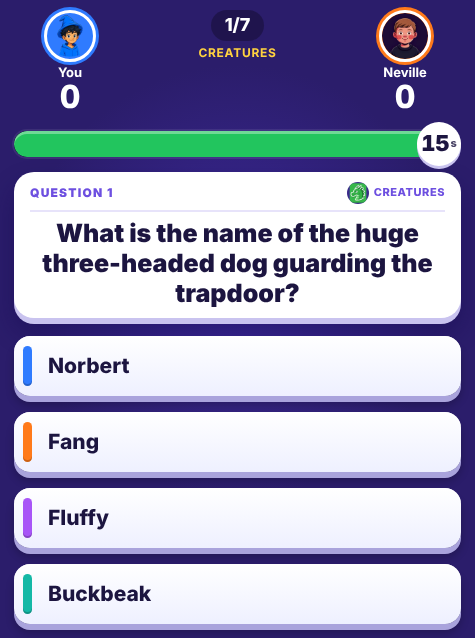 1/7
CREATURES
You
0
Neville
0
15s
QUESTION 1
CREATURES
What is the name of the huge
three-headed dog guarding the
trapdoor?
Norbert
Fang
Fluffy
Buckbeak